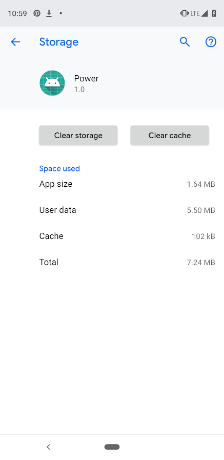 10:59 LTE
Storage
Power
1.0
Clear storage Clear cache
Space used
App size 1.64 MB
User data 5.50 MB
Cache 102 kB
Total 7.24 MB